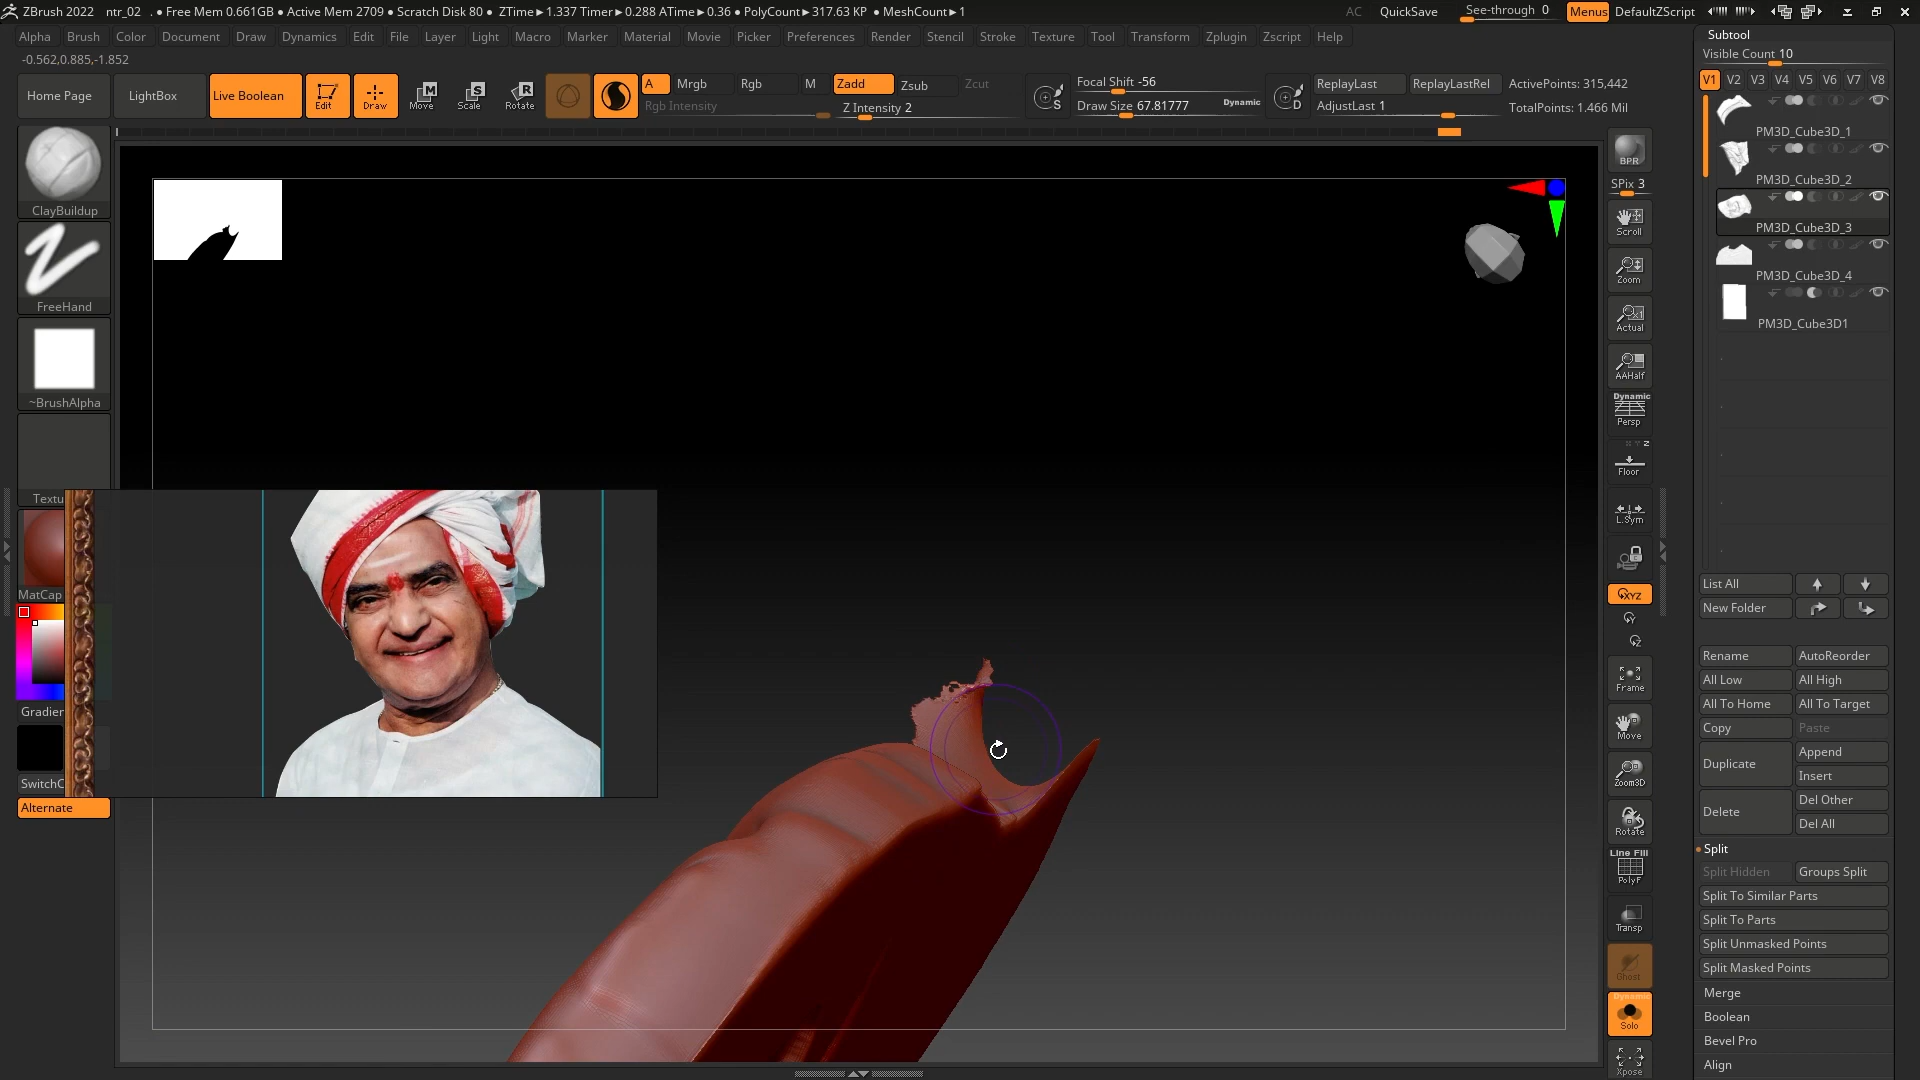 ZBrush 2022 ntr_02 . ● Free Mem 0.661GB ● Active Mem 2709 ● Scratch Disk 80 ● ZTime►1.337 Timer►0.288 ATime►0.36 ● PolyCount►317.63 KP ● MeshCount►1 AC QuickSave See-through 0 Menus DefaultZScript
Alpha Brush Color Document Draw Dynamics Edit File Layer Light Macro Marker Material Movie Picker Preferences Render Stencil Stroke Texture Tool Transform Zplugin Zscript Help
-0.562,0.885,-1.852
Home Page LightBox Live Boolean Edit Draw Move Scale Rotate A Mrgb Rgb M Zadd Zsub Zcut Focal Shift -56 ReplayLast ReplayLastRel ActivePoints: 315,442
Rgb Intensity Z Intensity 2 Draw Size 67.81777 Dynamic AdjustLast 1 TotalPoints: 1.466 Mil
M S R S D
ClayBuildup
FreeHand
~BrushAlpha
Textu
MatCap
Gradien
SwitchC
Alternate
BPR
SPix 3
Scroll
Zoom
Actual
AAHalf
Dynamic
Persp
Floor
L.Sym
XYZ
Y
Z
Frame
Move
Zoom3D
Rotate
Line Fill
PolyF
Transp
Ghost
Dynamic
Solo
Xpose
Subtool
Visible Count 10
V1 V2 V3 V4 V5 V6 V7 V8
PM3D_Cube3D_1
PM3D_Cube3D_2
PM3D_Cube3D_3
PM3D_Cube3D_4
PM3D_Cube3D1
List All
New Folder
Rename AutoReorder
All Low All High
All To Home All To Target
Copy Paste
Duplicate Append
Insert
Delete Del Other
Del All
Split
Split Hidden Groups Split
Split To Similar Parts
Split To Parts
Split Unmasked Points
Split Masked Points
Merge
Boolean
Bevel Pro
Align